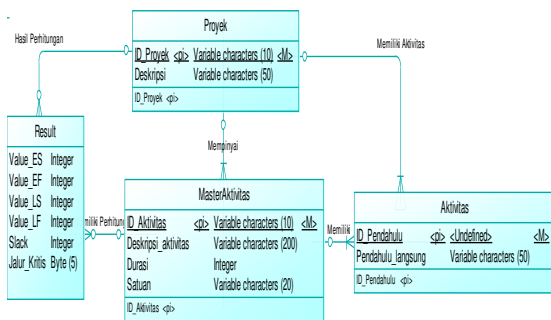 Proyek
Hasil Perhitungan
Memiliki Aktivitas
ID_Proyek <pi> Variable characters (10) <M>
Deskripsi Variable characters (50)
ID_Proyek <pi>
Result
Mempinyai
Value_ES Integer
Value_EF Integer
Value_LS Integer
Value_LF Integer
Slack Integer
Jalur_Kritis Byte (5)
miliki Perhitung
MasterAktivitas
ID_Aktivitas <pi> Variable characters (10) <M>
Deskripsi_aktivitas Variable characters (200)
Durasi Integer
Satuan Variable characters (20)
ID_Aktivitas <pi>
Memiliki
Aktivitas
ID_Pendahulu <pi> <Undefined> <M>
Pendahulu_langsung Variable characters (50)
ID_Pendahulu <pi>